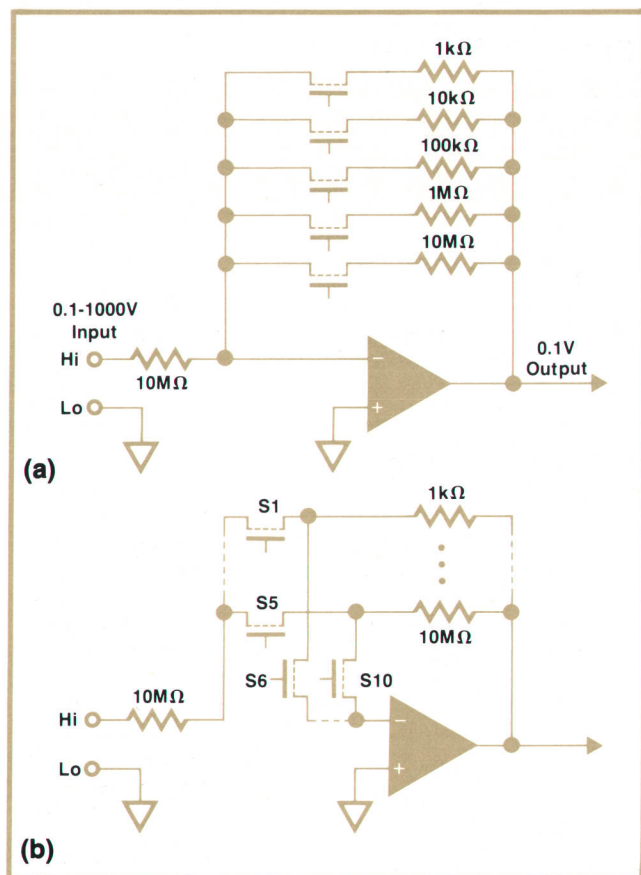 1kΩ
10kΩ
100kΩ
1MΩ
10MΩ
0.1-1000V
Input
Hi
10MΩ
0.1V
Output
Lo
−
+
(a)
S1
1kΩ
S5
10MΩ
S6
S10
10MΩ
Hi
−
Lo
+
(b)